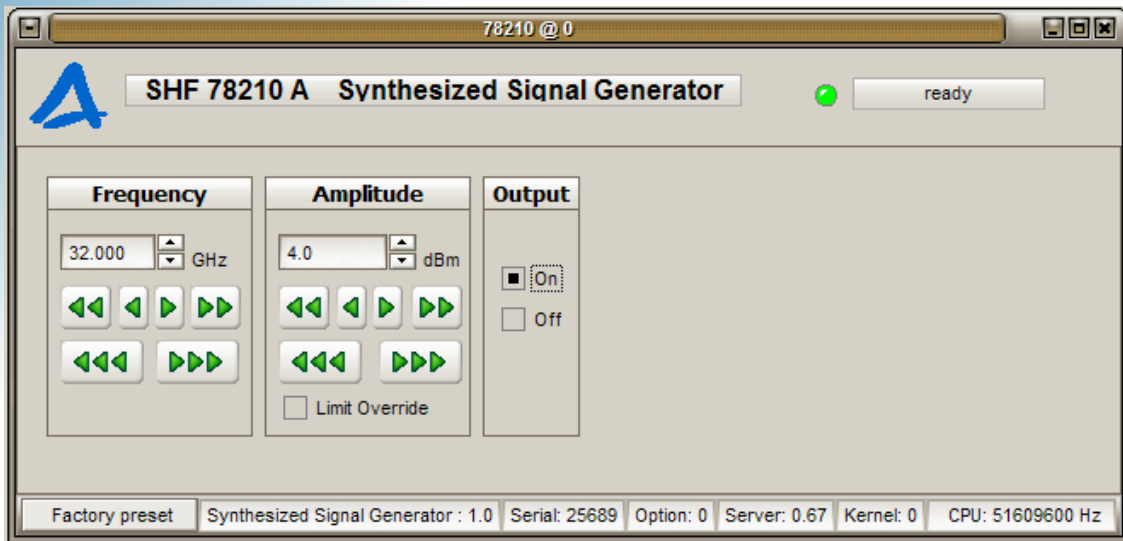 78210 @ 0
SHF 78210 A Synthesized Signal Generator
ready
Frequency
32.000 GHz
Amplitude
4.0 dBm
Limit Override
Output
On
Off
Factory preset Synthesized Signal Generator : 1.0 Serial: 25689 Option: 0 Server: 0.67 Kernel: 0 CPU: 51609600 Hz